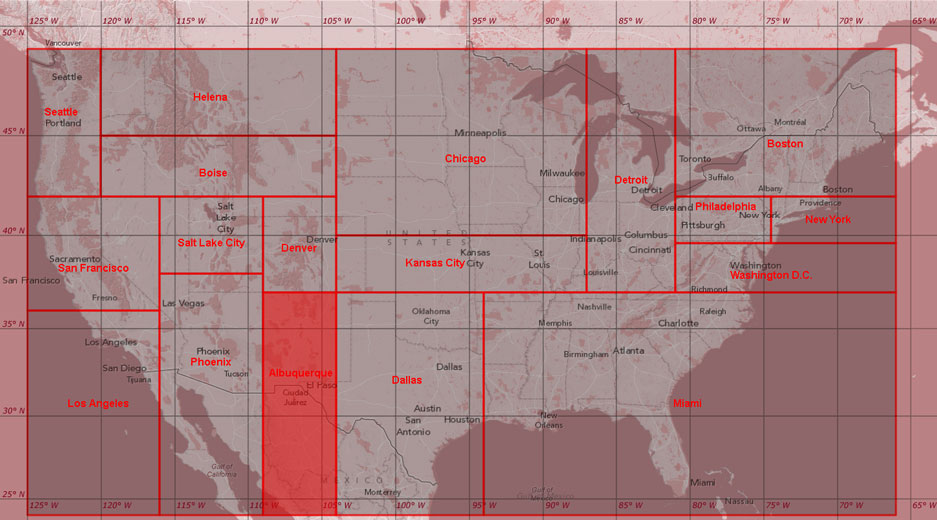 125° W 120° W 115° W 110° W 105° W 100° W 95° W 90° W 85° W 80° W 75° W 70° W 65° W
50° N
Vancouver
Seattle
Seattle
Portland
Helena
45° N
Minneapolis
Ottawa
Montréal
Boston
Toronto
Chicago
Boise
Milwaukee
Detroit
Detroit
Buffalo
Albany
Boston
Chicago
Cleveland
Philadelphia
Providence
New York
New York
Salt
Lake
City
Pittsburgh
40° N
Salt Lake City
Denver
Denver
UNITED
STATES
Indianapolis
Columbus
Cincinnati
Sacramento
San Francisco
San Francisco
Kansas City
Kansas
City
St.
Louis
Louisville
Washington
Washington D.C.
Richmond
Fresno
Las Vegas
Oklahoma
City
Nashville
Raleigh
35° N
Memphis
Charlotte
Los Angeles
Phoenix
Phoenix
Birmingham
Atlanta
San Diego
Tijuana
Tucson
Albuquerque
El Paso
Ciudad
Juárez
Dallas
Dallas
Los Angeles
Miami
30° N
Austin
San
Antonio
Houston
New
Orleans
Gulf of
California
MEXICO
Monterrey
Gulf of
Miami
Nassau
25° N
125° W 120° W 115° W 110° W 105° W 100° W 95° W 90° W 85° W 80° W 75° W 70° W 65° W